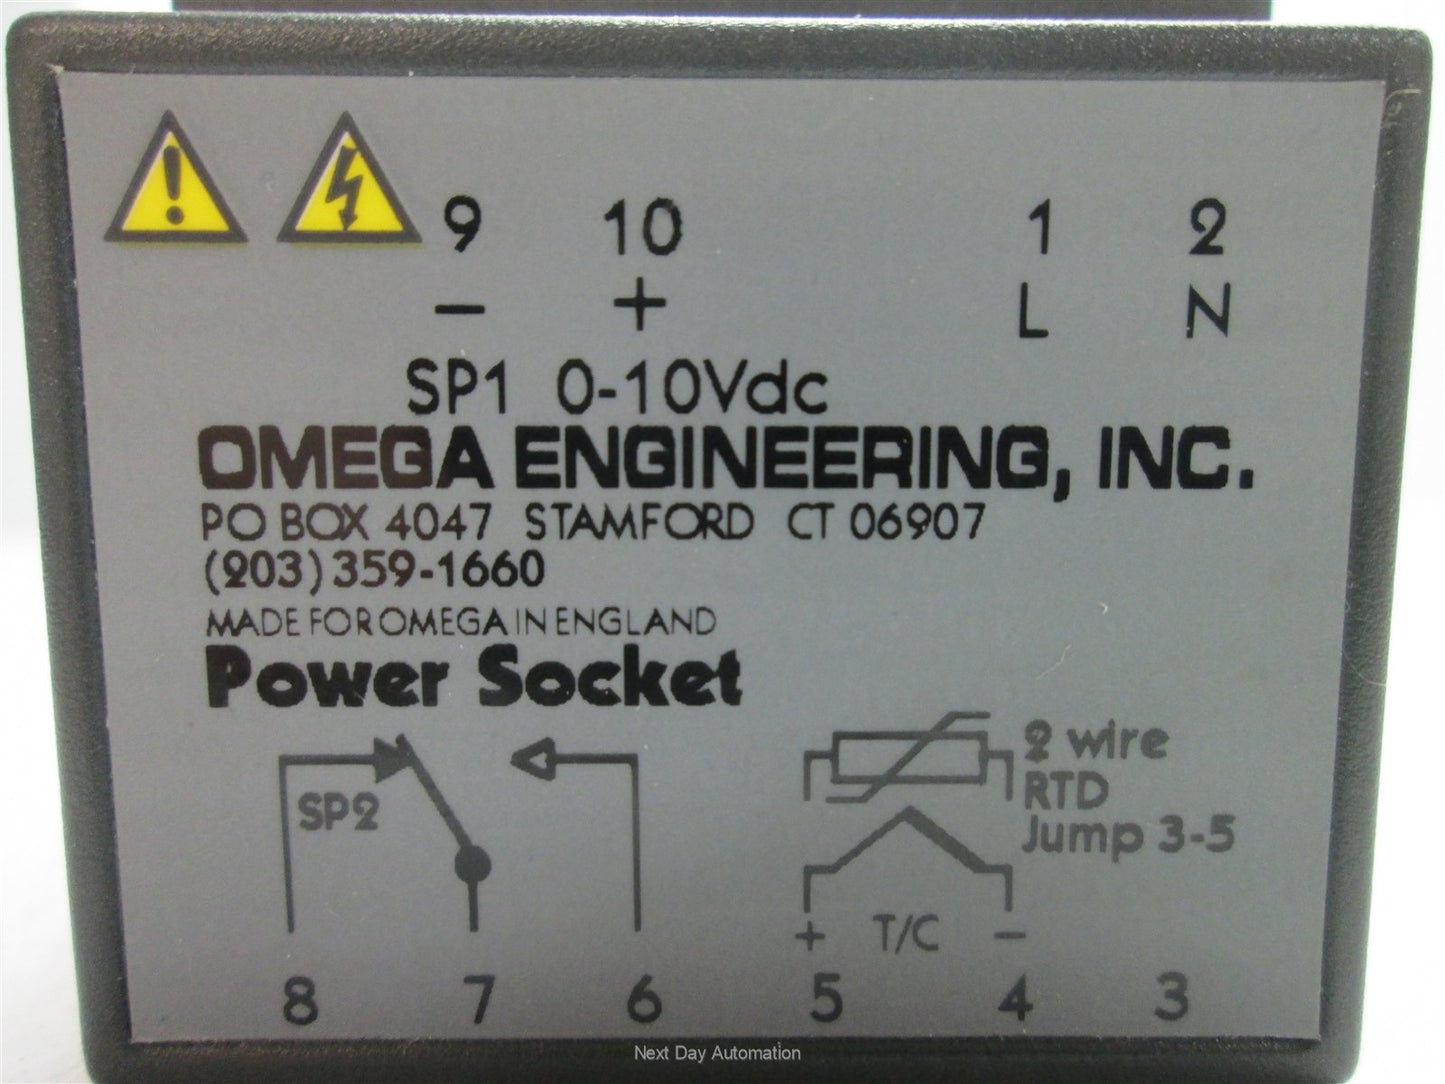 9 10 1 2
- + L N
SP1 0-10Vdc
OMEGA ENGINEERING, INC.
PO BOX 4047 STAMFORD CT 06907
(203) 359-1660
MADE FOR OMEGA IN ENGLAND
Power Socket
2 wire
RTD
Jump 3-5
SP2
+ T/C -
8 7 6 5 4 3
Next Day Automation